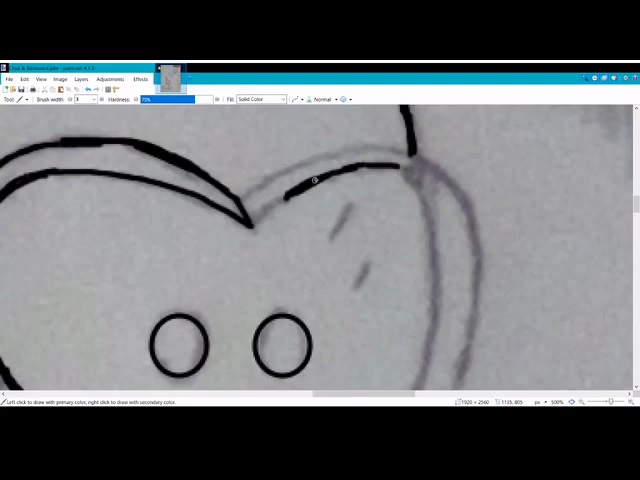 File Edit View Image Layers Adjustments Effects
Tool: Brush width: 3 Hardness: 75% Fill: Solid Color Normal
Left click to draw with primary color, right click to draw with secondary color. 1920 × 2560 1135, 805 px 500%